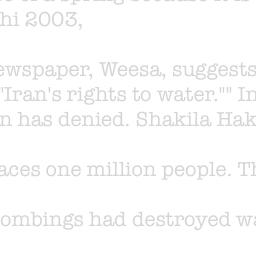 hi 2003,
ewspaper, Weesa, suggests
"Iran's rights to water."" In
n has denied. Shakila Hak
aces one million people. Th
ombings had destroyed wa